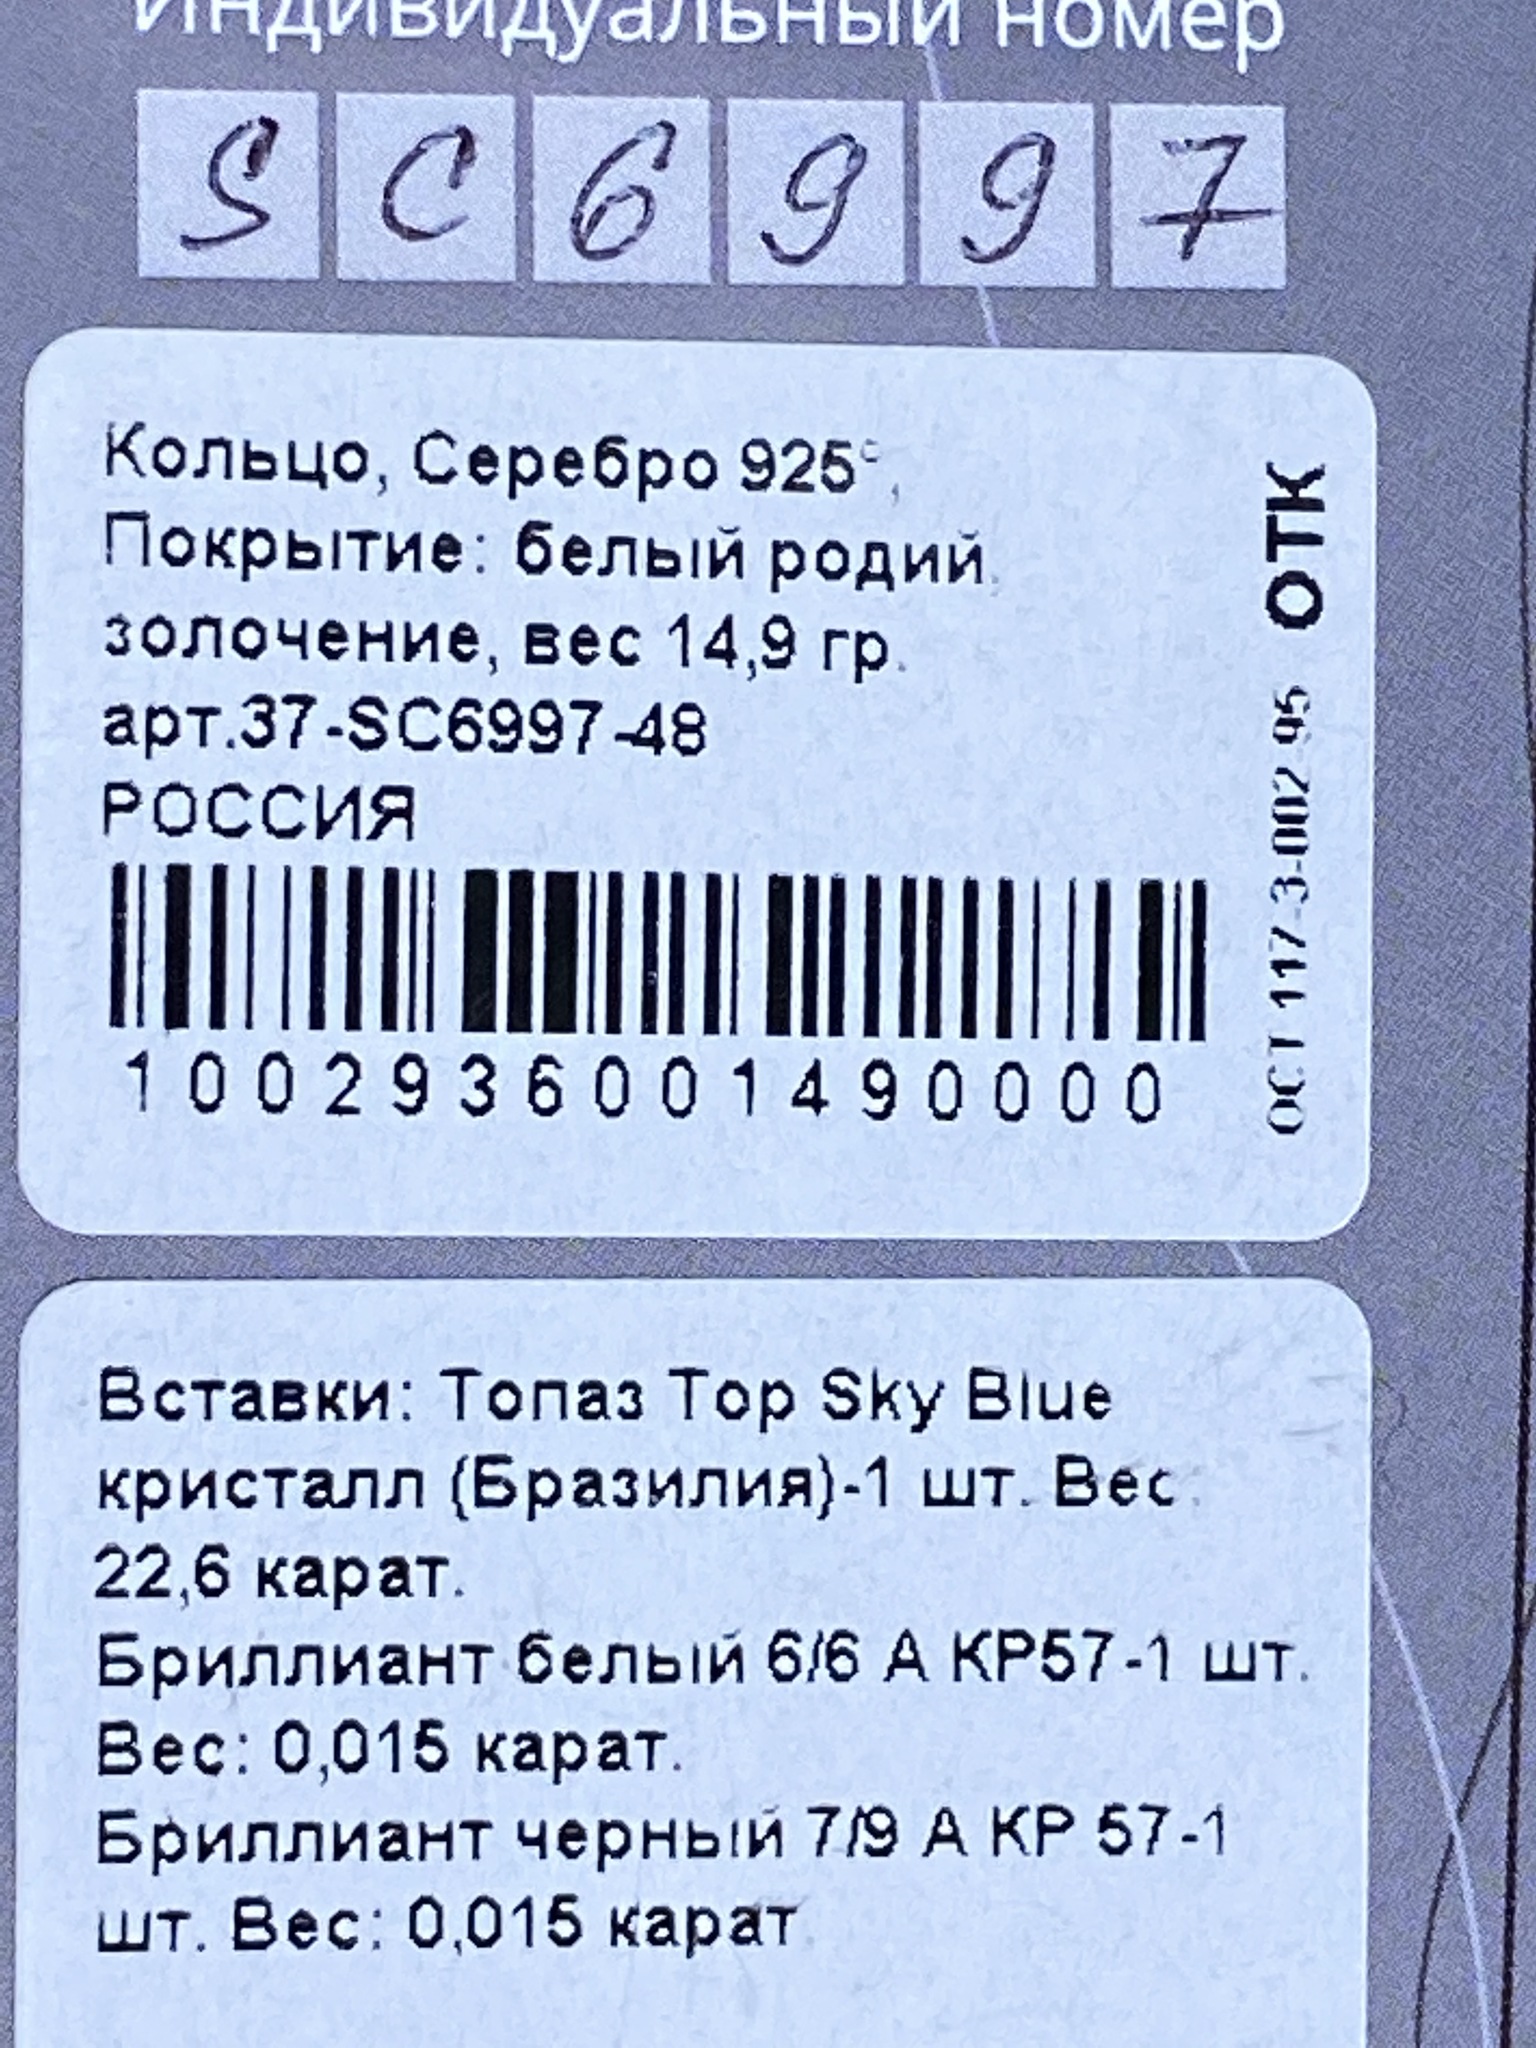 Индивидуальный номер
SC6997
Кольцо, Серебро 925°,
Покрытие: белый родий,
золочение, вес 14,9 гр.
арт.37-SC6997-48
РОССИЯ
1002936001490000
ОСТ 117-3-002-95 ОТК
Вставки: Топаз Top Sky Blue
кристалл (Бразилия)-1 шт. Вес:
22,6 карат.
Бриллиант белый 6/6 А КР57-1 шт.
Вес: 0,015 карат.
Бриллиант черный 7/9 А КР 57-1
шт. Вес: 0,015 карат.